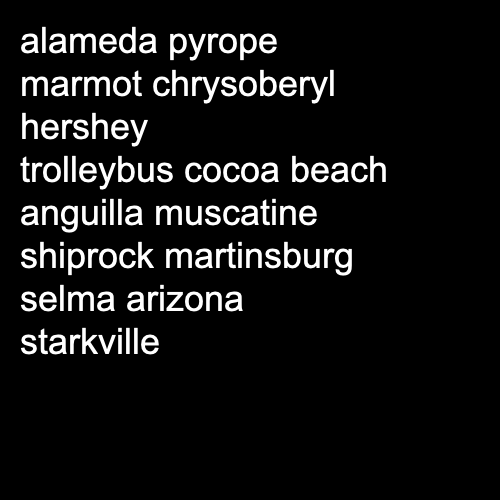 alameda pyrope
marmot chrysoberyl
hershey
trolleybus cocoa beach
anguilla muscatine
shiprock martinsburg
selma arizona
starkville